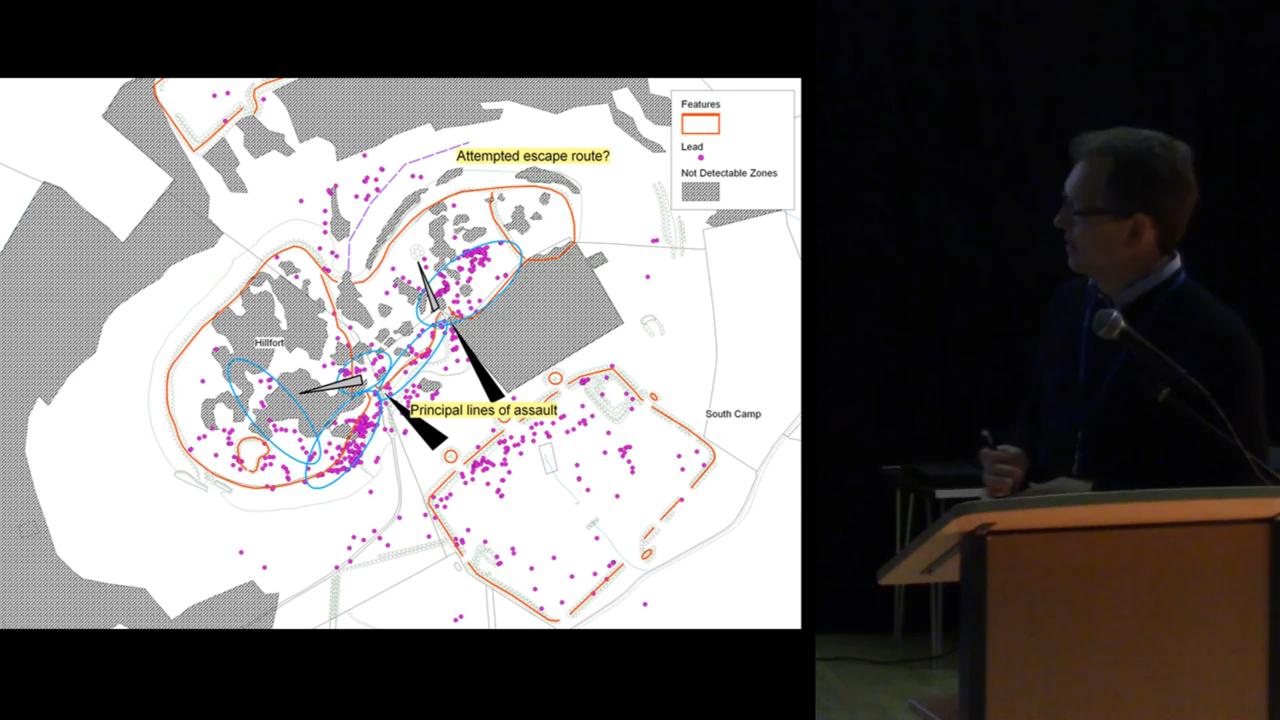 Features
Lead
Not Detectable Zones
Attempted escape route?
Hillfort
Principal lines of assault
South Camp